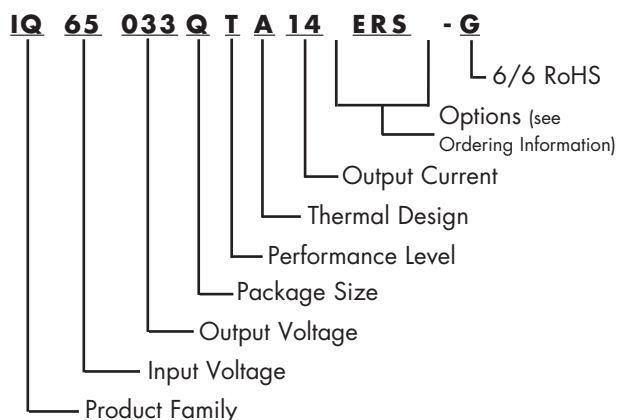 IQ 65 033 Q T A 14 ERS - G
6/6 RoHS
Options (see
Ordering Information)
Output Current
Thermal Design
Performance Level
Package Size
Output Voltage
Input Voltage
Product Family